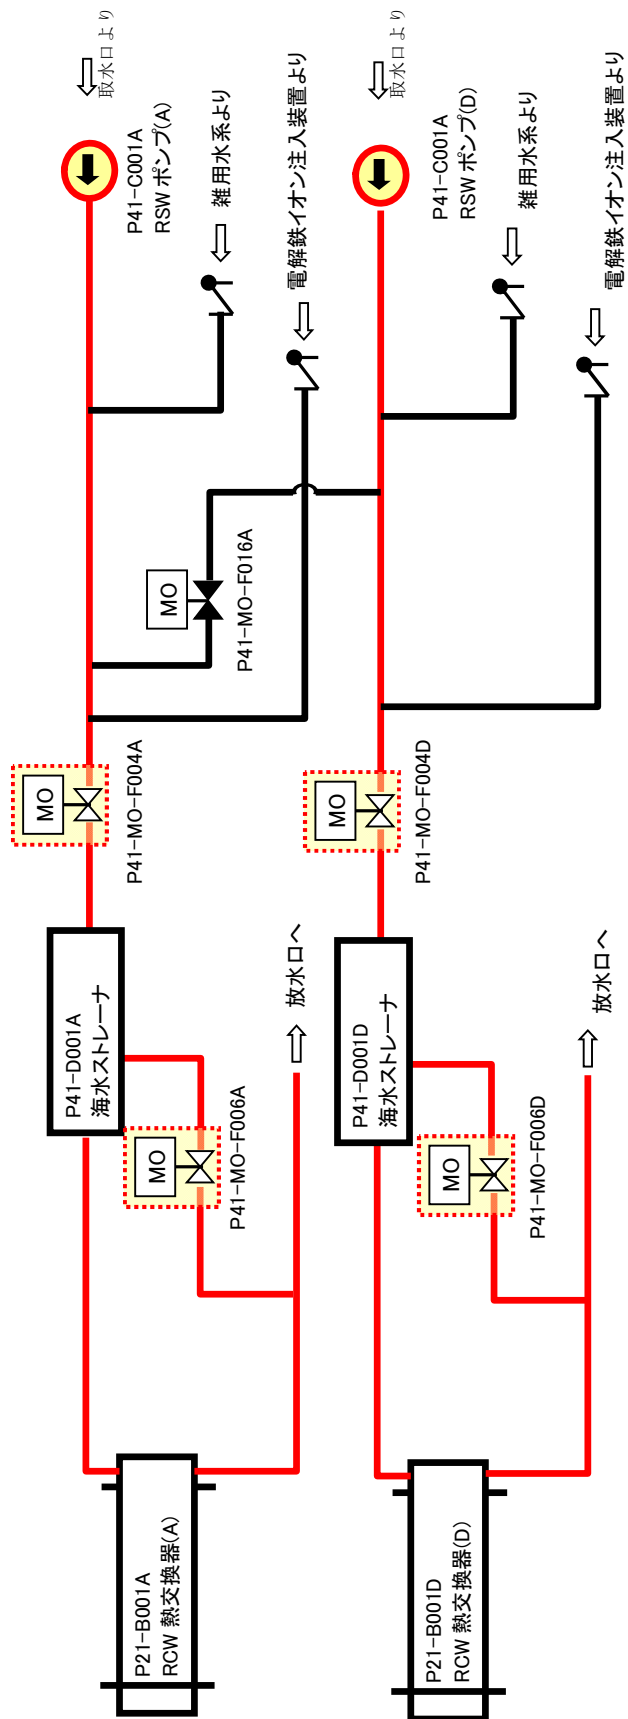 取水口より
P41-C001A
RSW ポンプ(A)
雑用水系より
電解鉄イオン注入装置より
MO
P41-MO-F016A
MO
P41-MO-F004A
P41-D001A
海水ストレーナ
MO
P41-MO-F006A
放水口へ
P21-B001A
RCW 熱交換器(A)
取水口より
P41-C001A
RSW ポンプ(D)
雑用水系より
電解鉄イオン注入装置より
MO
P41-MO-F004D
P41-D001D
海水ストレーナ
MO
P41-MO-F006D
放水口へ
P21-B001D
RCW 熱交換器(D)